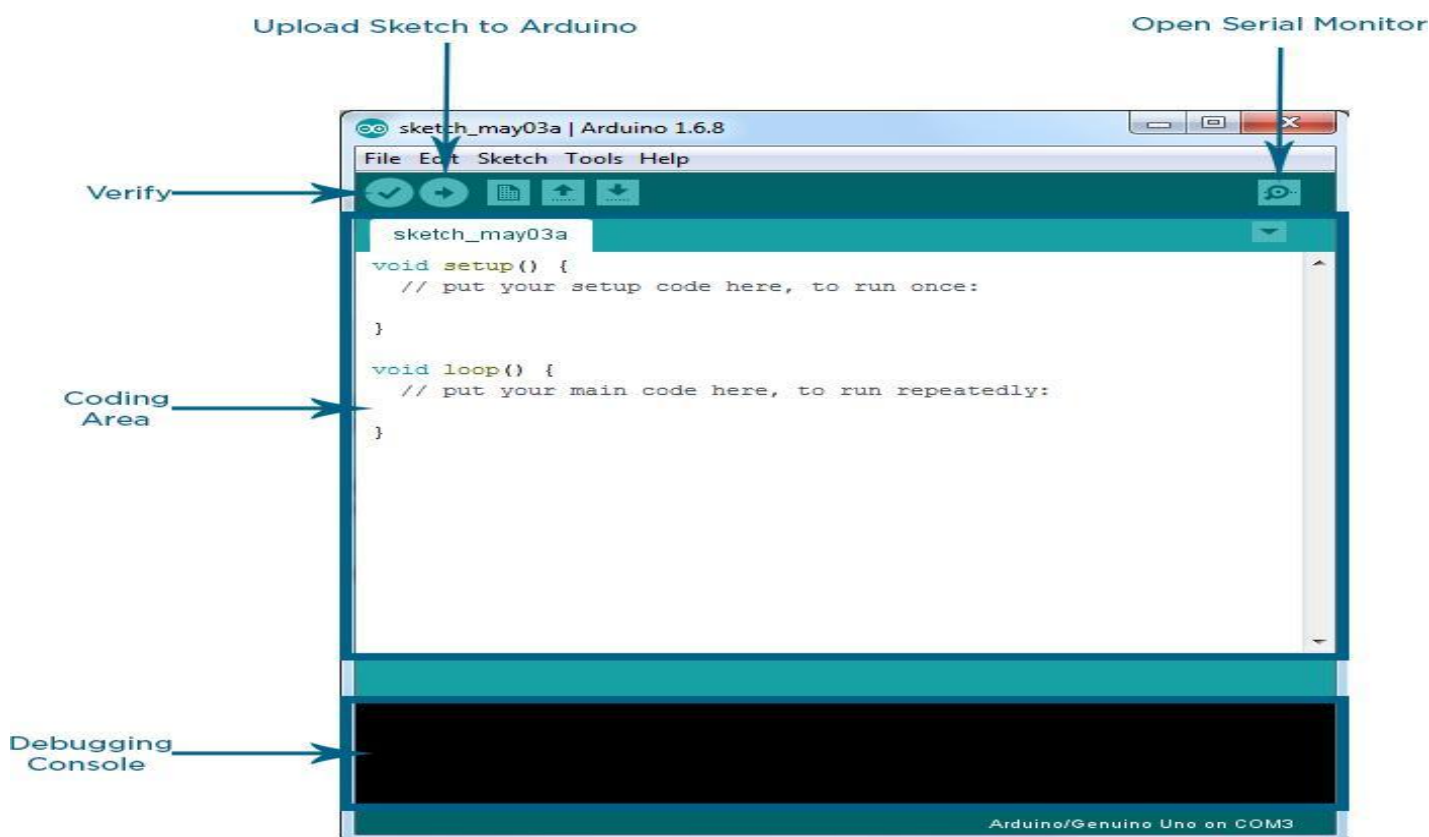 Upload Sketch to Arduino
Open Serial Monitor
sketch_may03a | Arduino 1.6.8
File Edit Sketch Tools Help
Verify
sketch_may03a
void setup() {
// put your setup code here, to run once:
}
void loop() {
// put your main code here, to run repeatedly:
}
Coding
Area
Debugging
Console
Arduino/Genuino Uno on COM3